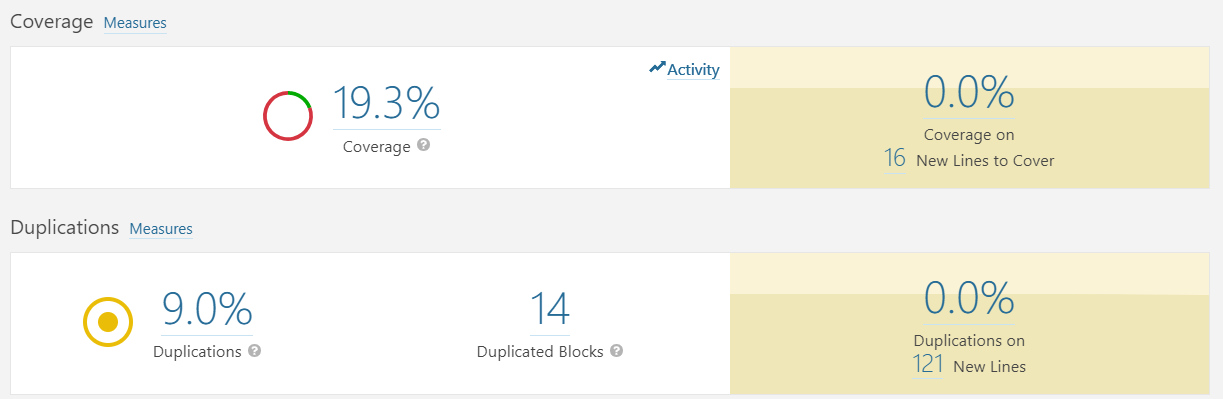 Coverage Measures
Activity
19.3%
Coverage ?
0.0%
Coverage on
16 New Lines to Cover
Duplications Measures
9.0%
Duplications ?
14
Duplicated Blocks ?
0.0%
Duplications on
121 New Lines